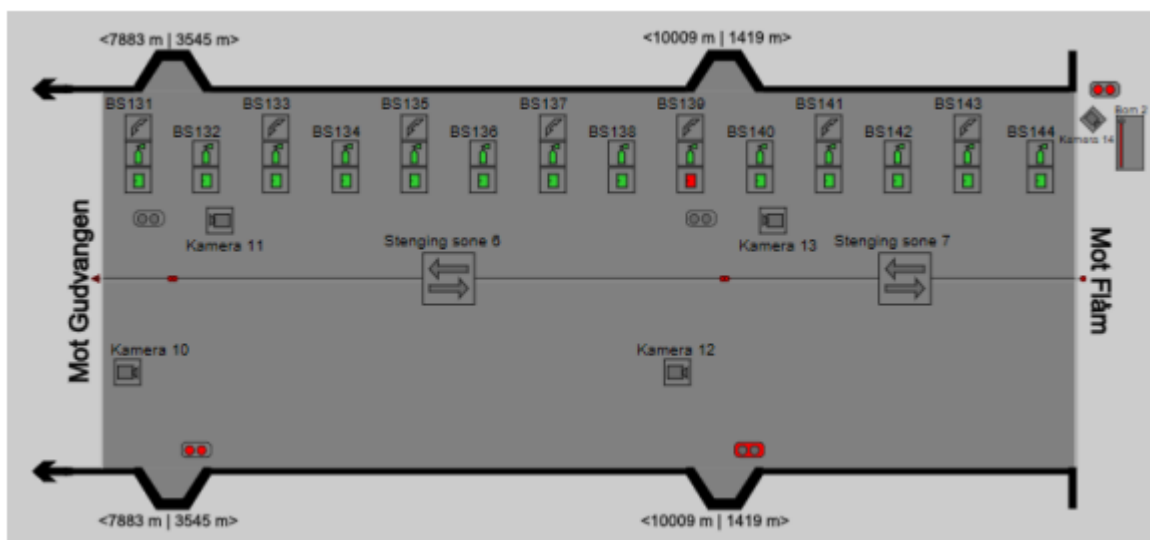 <7883 m | 3545 m>
<10009 m | 1419 m>
BS131
BS133
BS135
BS137
BS139
BS141
BS143
Bom 2
BS132
BS134
BS136
BS138
BS140
BS142
BS144
Kamera 14
Kamera 11
Stenging sone 6
Kamera 13
Stenging sone 7
Mot Gudvangen
Mot Flåm
Kamera 10
Kamera 12
<7883 m | 3545 m>
<10009 m | 1419 m>